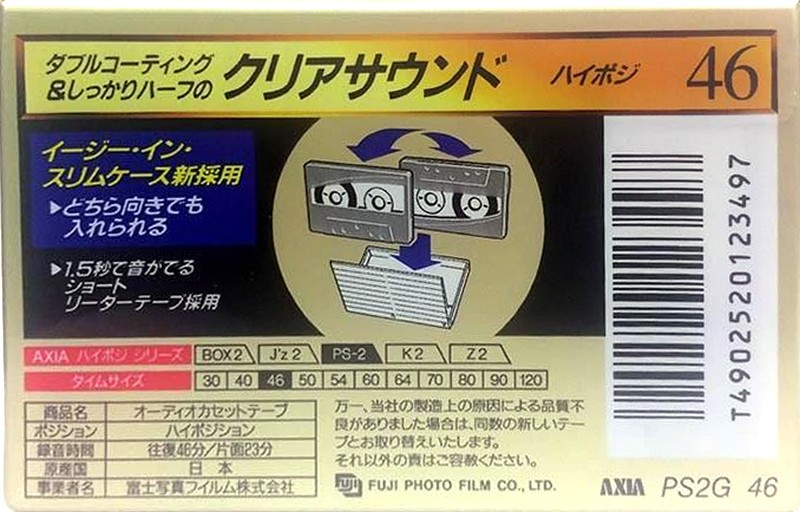 ダブルコーティング
&しっかりハーフの クリアサウンド ハイポジ 46
イージー・イン・
スリムケース新採用
▶どちら向きでも
入れられる
▶1.5秒で音がでる
ショート
リーダーテープ採用
T4902520123497
AXIA ハイポジ シリーズ BOX2 J'z 2 PS-2 K2 Z2
タイムサイズ 30 40 46 50 54 60 64 70 80 90 120
商品名 オーディオカセットテープ
ポジション ハイポジション
録音時間 往復46分/片面23分
原産国 日本
事業者名 富士写真フイルム株式会社
万一、当社の製造上の原因による品質不
良がありました場合は、同数の新しいテー
プとお取り替えいたします。
それ以外の責はご容赦ください。
FUJI PHOTO FILM CO., LTD.
AXIA PS2G 46